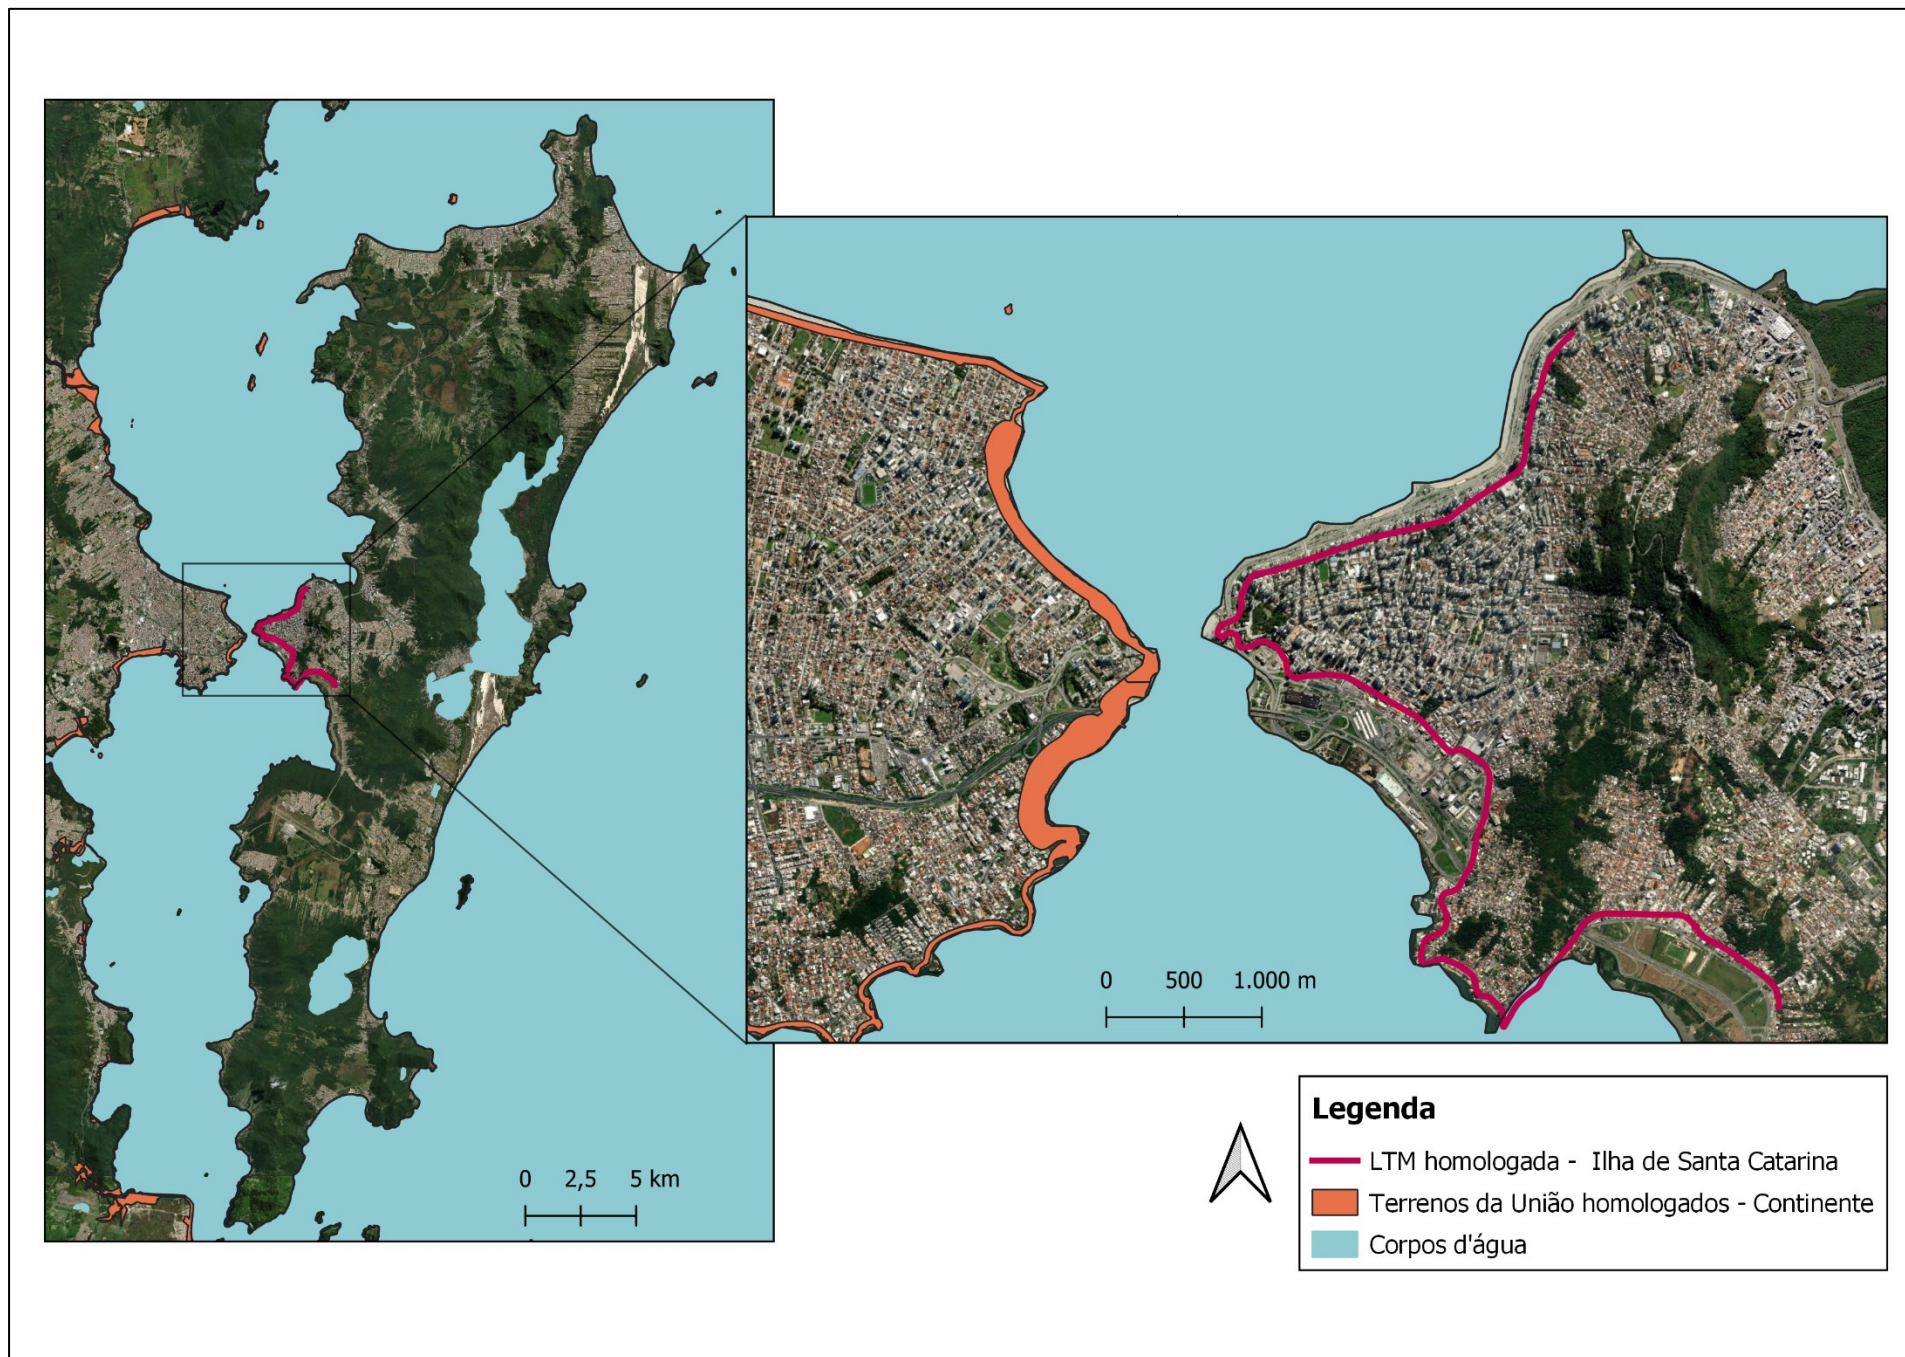 0 500 1.000 m
0 2,5 5 km
Legenda
LTM homologada - Ilha de Santa Catarina
Terrenos da União homologados - Continente
Corpos d'água